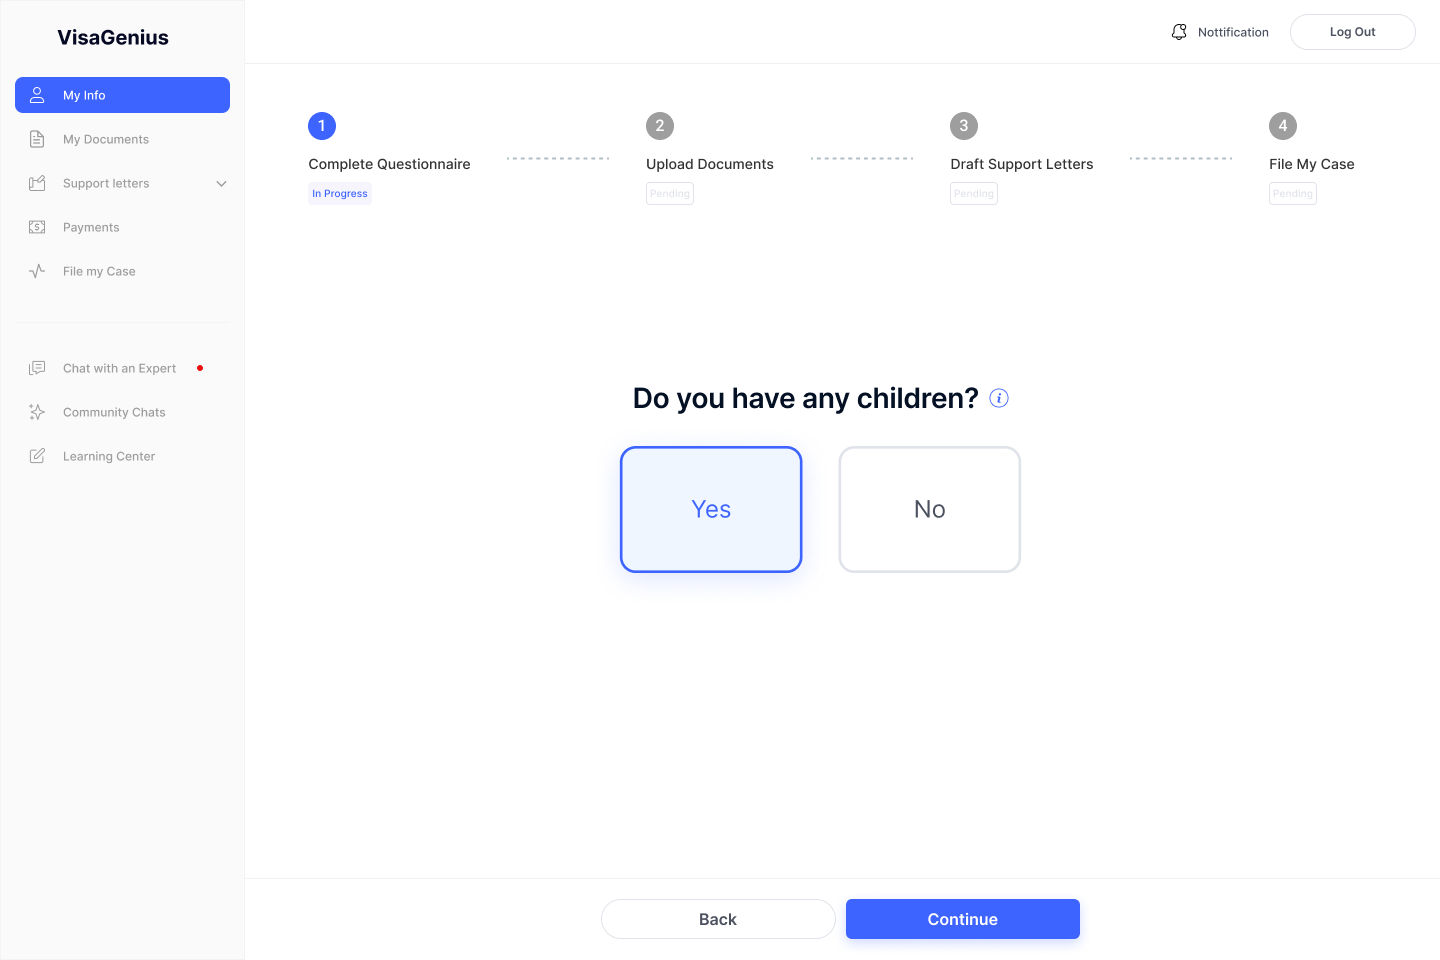 VisaGenius
Nottification
Log Out
My Info
My Documents
Support letters
Payments
File my Case
Chat with an Expert
Community Chats
Learning Center
1
Complete Questionnaire
In Progress
2
Upload Documents
Pending
3
Draft Support Letters
Pending
4
File My Case
Pending
Do you have any children? i
Yes
No
Back
Continue